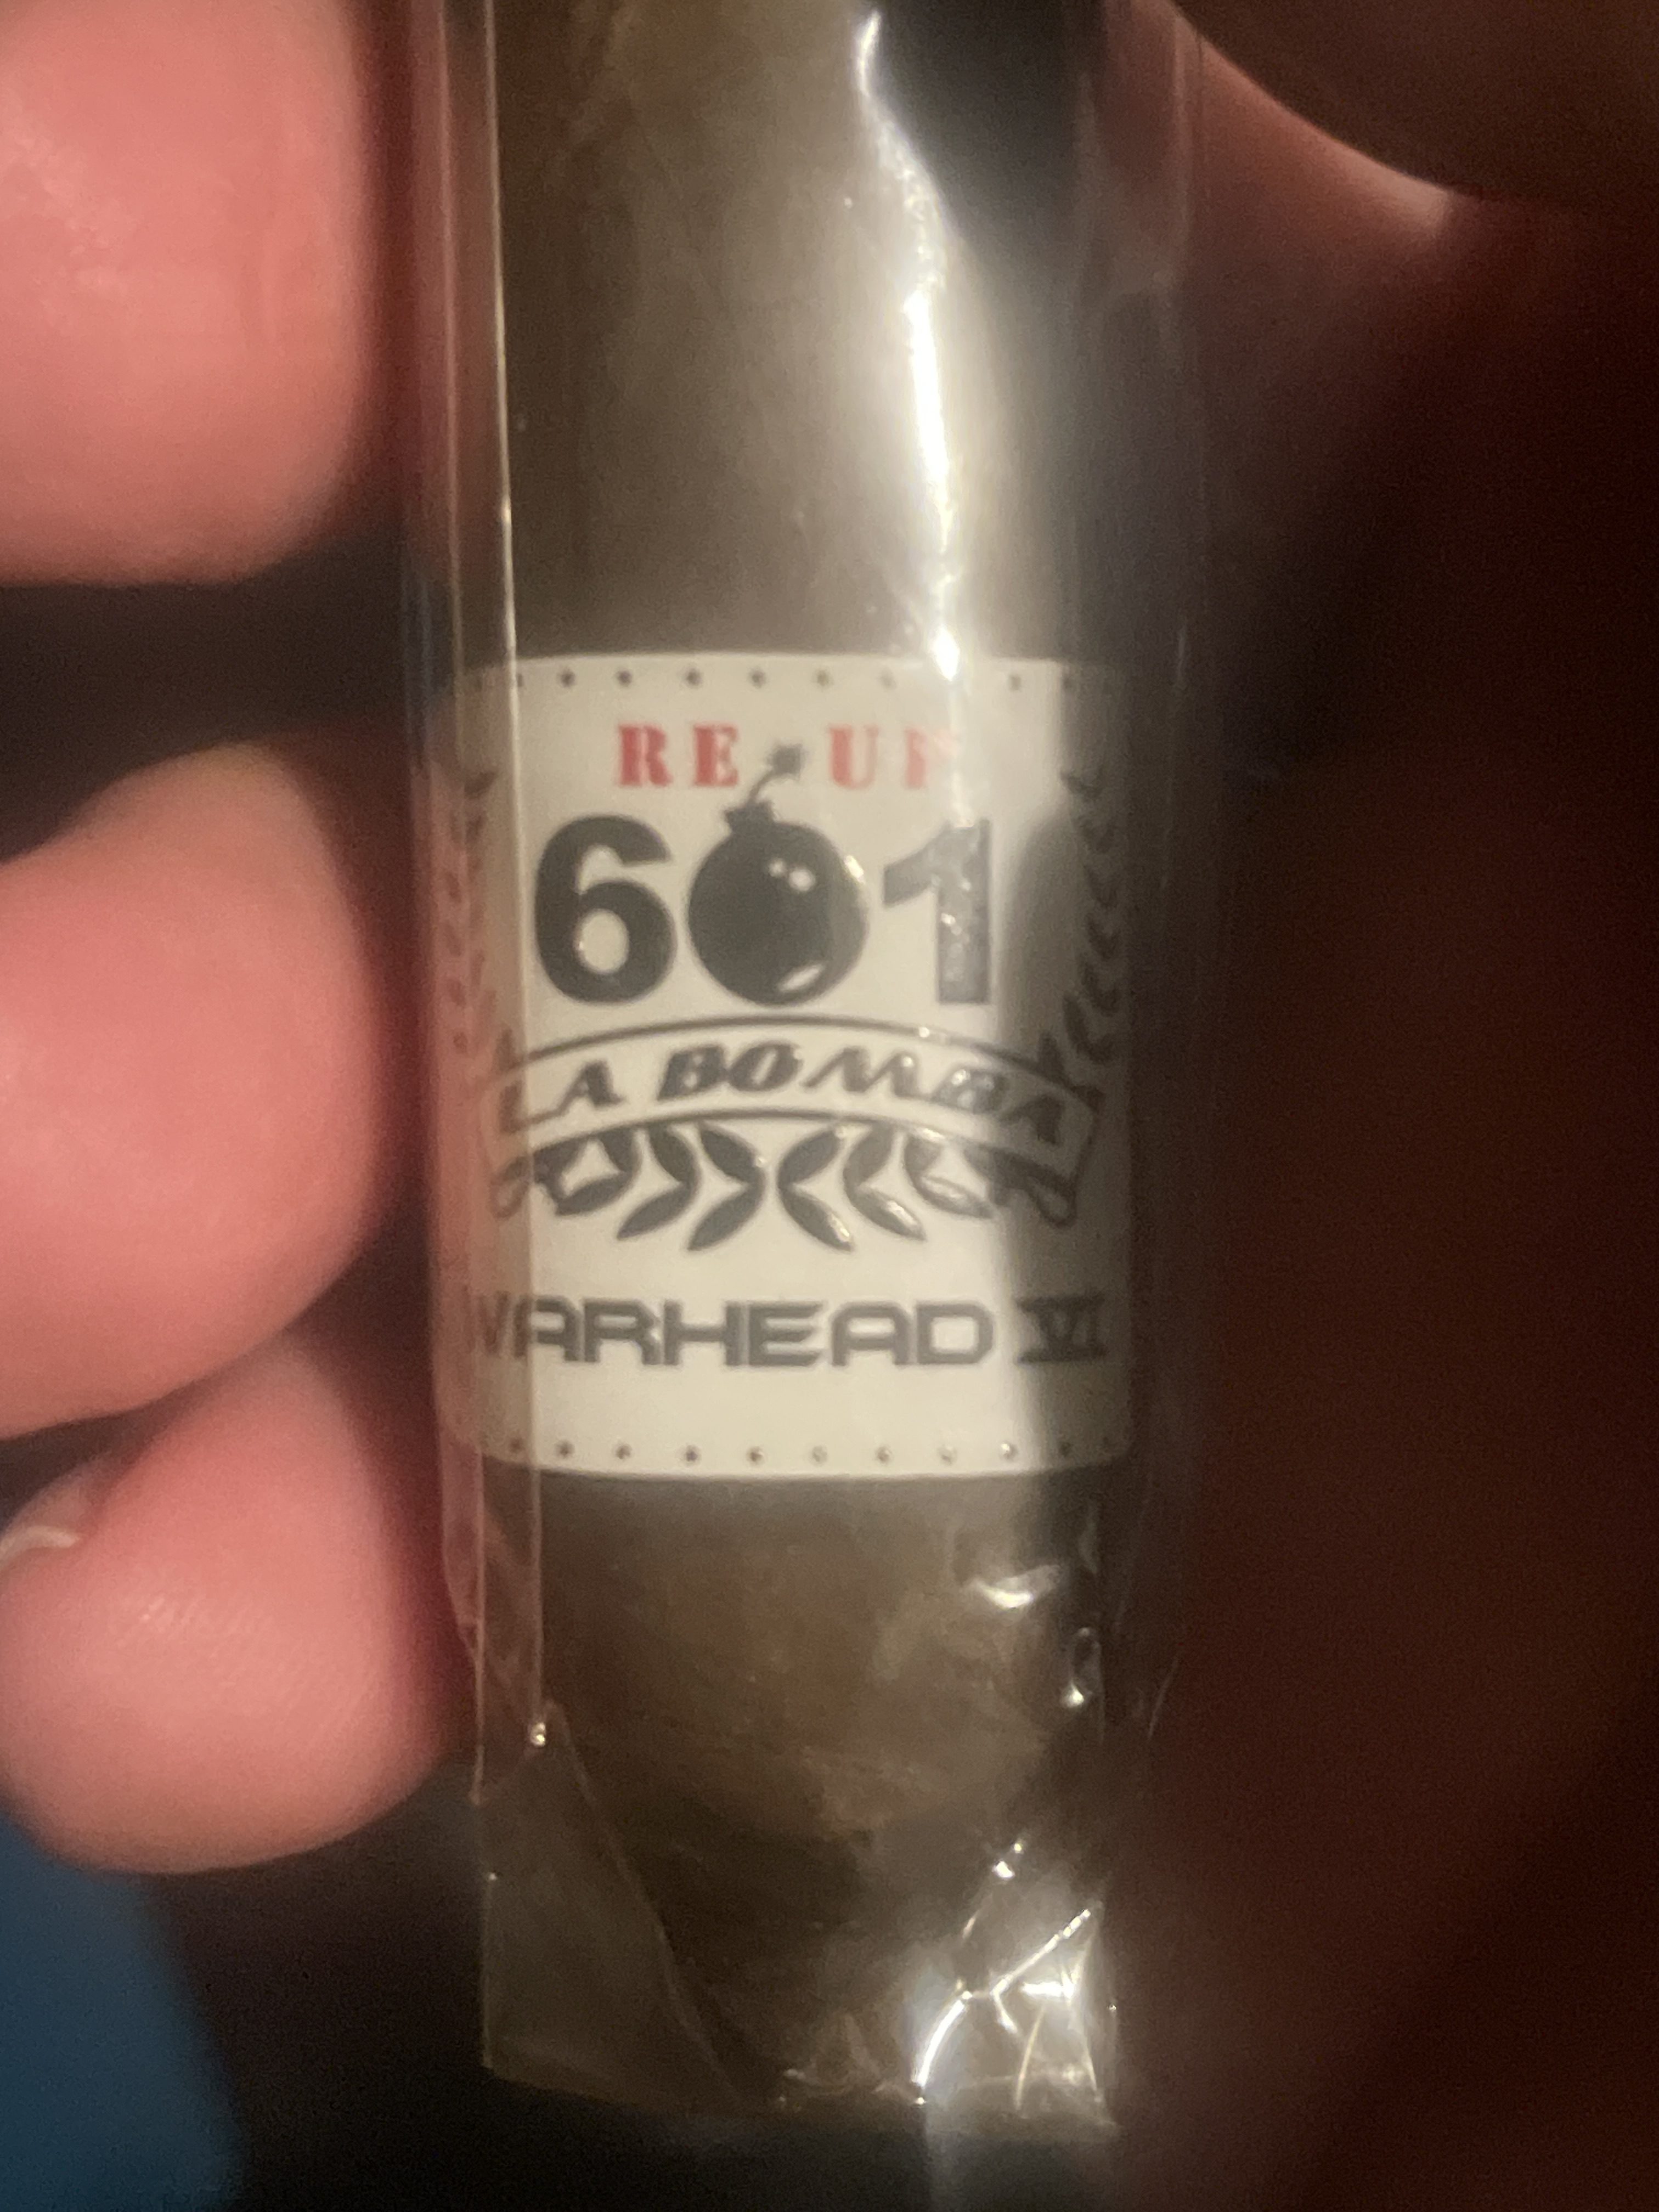 RE UP
601
LA BOMBA
WARHEAD VI